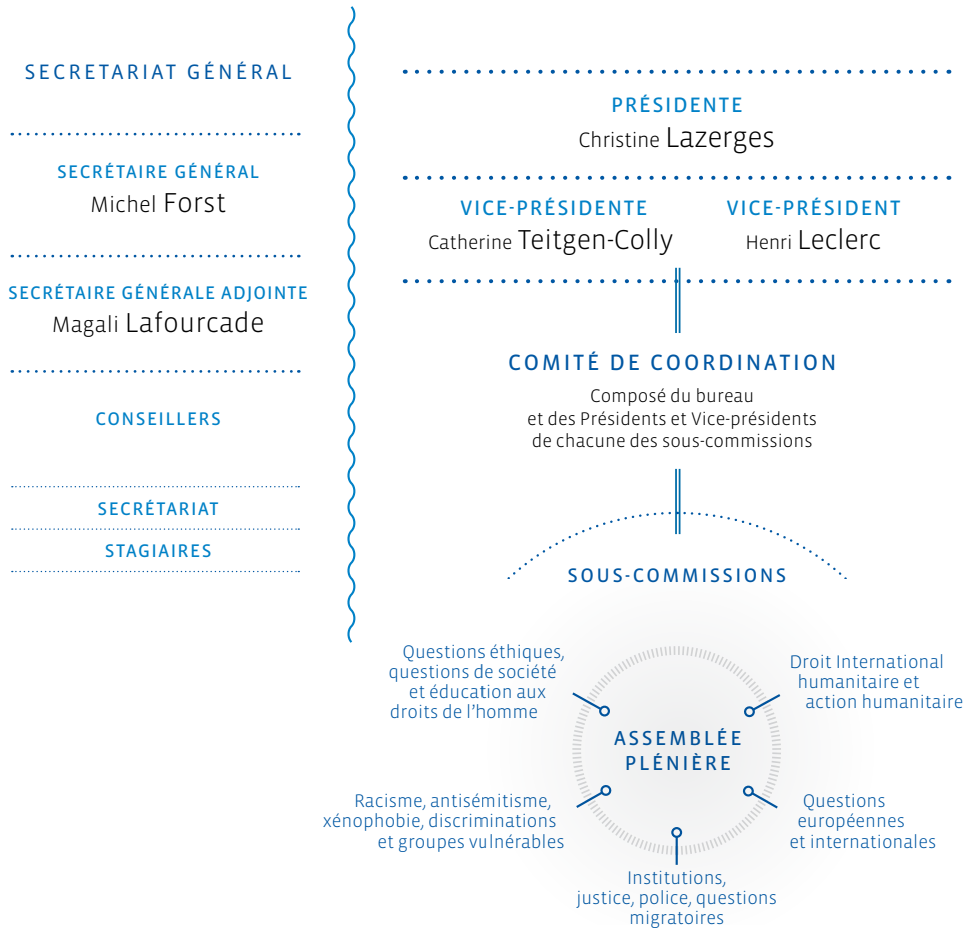 SECRETARIAT GÉNÉRAL
SECRÉTAIRE GÉNÉRAL
Michel Forst
SECRÉTAIRE GÉNÉRALE ADJOINTE
Magali Lafourcade
CONSEILLERS
SECRÉTARIAT
STAGIAIRES
PRÉSIDENTE
Christine Lazerges
VICE-PRÉSIDENTE
Catherine Teitgen-Colly
VICE-PRÉSIDENT
Henri Leclerc
COMITÉ DE COORDINATION
Composé du bureau
et des Présidents et Vice-présidents
de chacune des sous-commissions
SOUS-COMMISSIONS
Questions éthiques,
questions de société
et éducation aux
droits de l'homme
Droit International
humanitaire et
action humanitaire
ASSEMBLÉE
PLÉNIÈRE
Racisme, antisémitisme,
xénophobie, discriminations
et groupes vulnérables
Questions
européennes
et internationales
Institutions,
justice, police, questions
migratoires